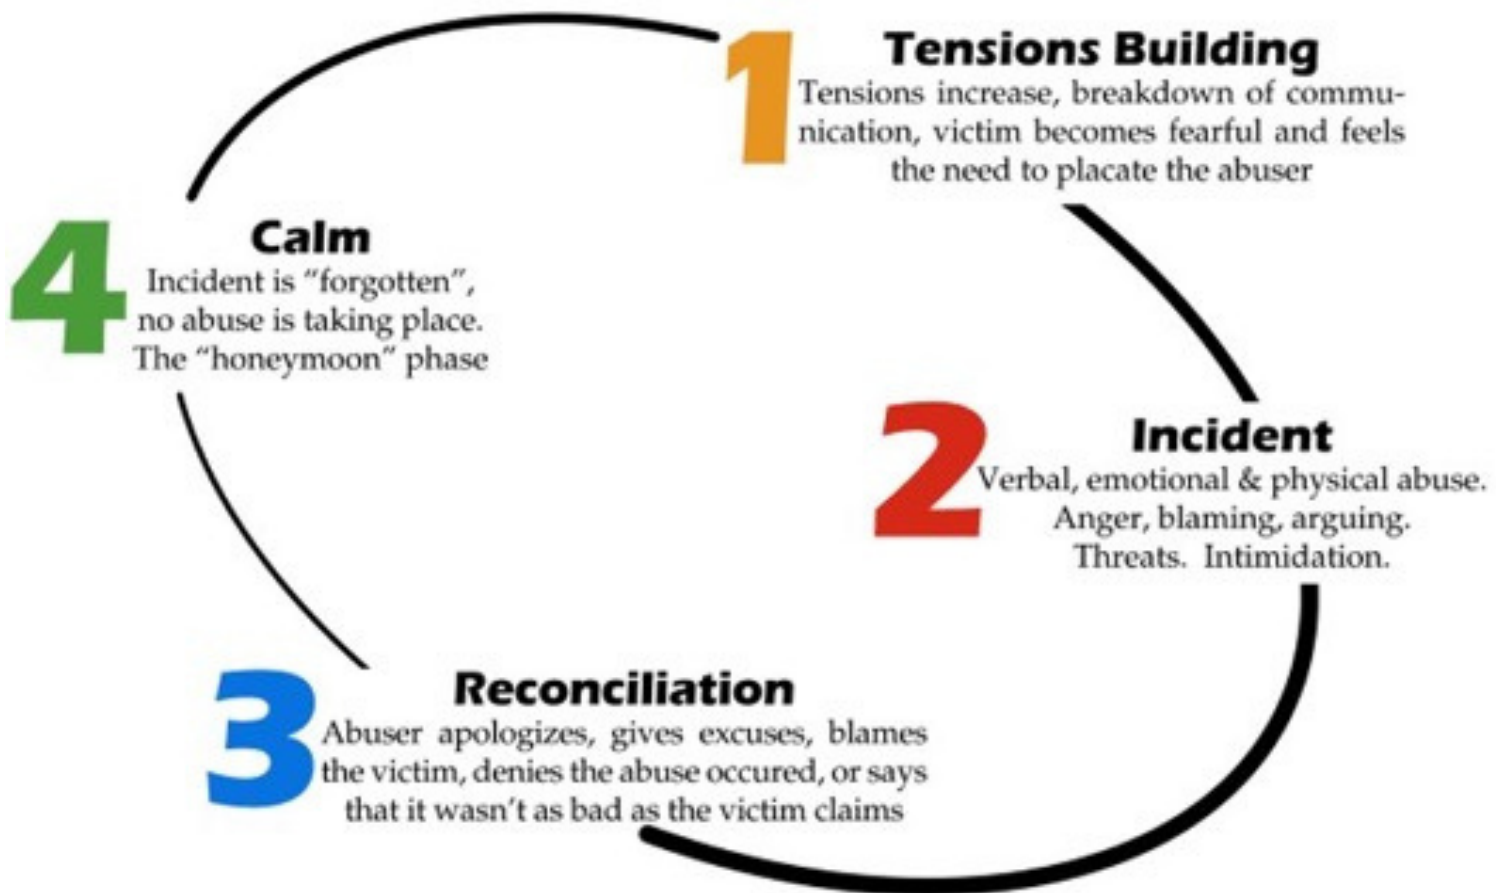 1
Tensions Building
Tensions increase, breakdown of commu-
nication, victim becomes fearful and feels
the need to placate the abuser
2
Incident
Verbal, emotional & physical abuse.
Anger, blaming, arguing.
Threats. Intimidation.
3
Reconciliation
Abuser apologizes, gives excuses, blames
the victim, denies the abuse occured, or says
that it wasn't as bad as the victim claims
4
Calm
Incident is “forgotten”,
no abuse is taking place.
The “honeymoon” phase